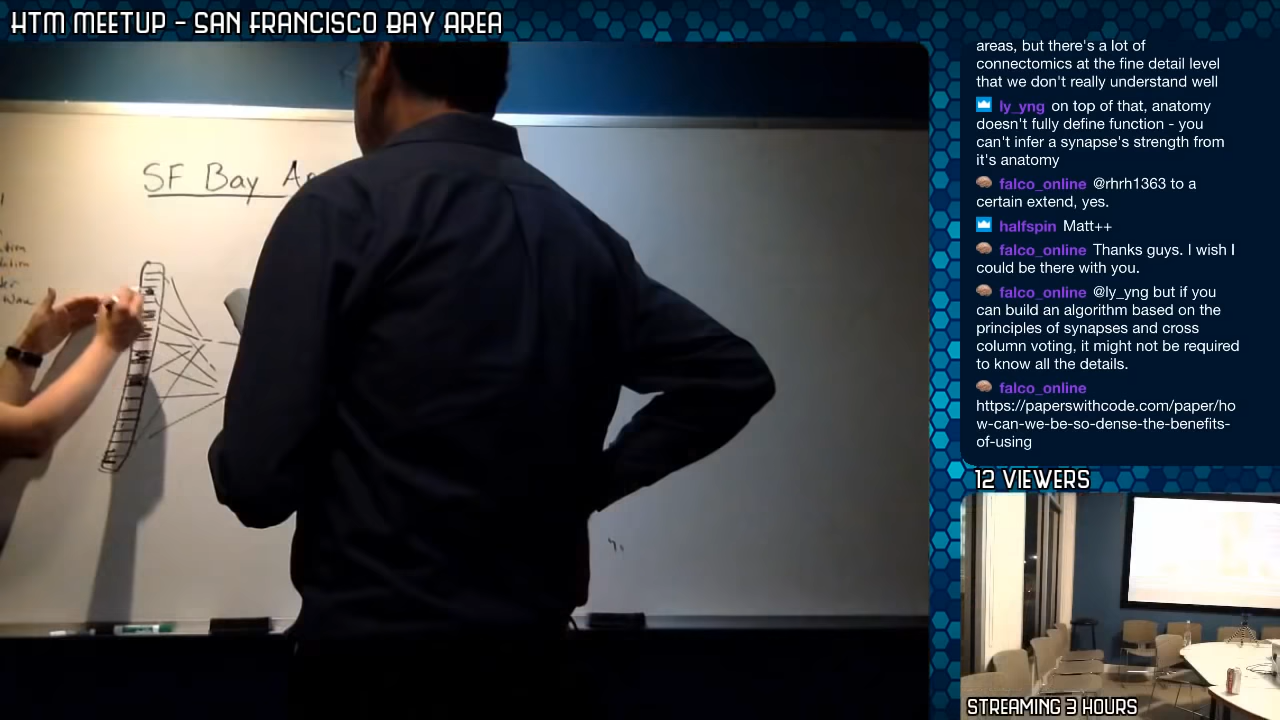 HTM MEETUP - SAN FRANCISCO BAY AREA
SF Bay
areas, but there's a lot of
connectomics at the fine detail level
that we don't really understand well
ly_yng on top of that, anatomy
doesn't fully define function - you
can't infer a synapse's strength from
it's anatomy
falco_online @rhrh1363 to a
certain extend, yes.
halfspin Matt++
falco_online Thanks guys. I wish I
could be there with you.
falco_online @ly_yng but if you
can build an algorithm based on the
principles of synapses and cross
column voting, it might not be required
to know all the details.
falco_online
https://paperswithcode.com/paper/ho
w-can-we-be-so-dense-the-benefits-
of-using
12 VIEWERS
STREAMING 3 HOURS